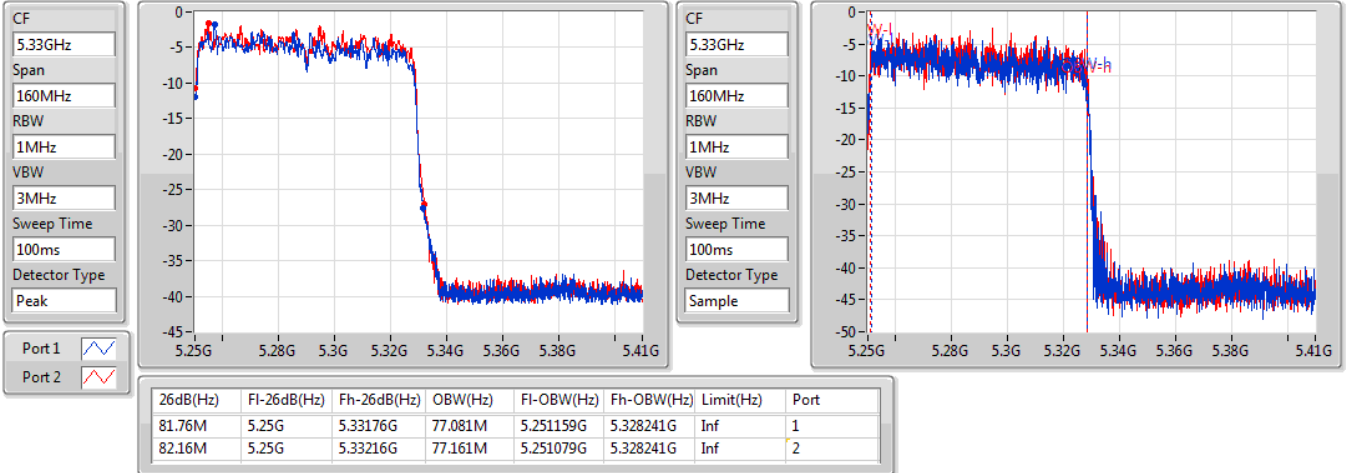 CF
5.33GHz
Span
160MHz
RBW
1MHz
VBW
3MHz
Sweep Time
100ms
Detector Type
Peak
Port 1
Port 2
0
-5
-10
-15
-20
-25
-30
-35
-40
-45
5.25G 5.28G 5.3G 5.32G 5.34G 5.36G 5.38G 5.41G
CF
5.33GHz
Span
160MHz
RBW
1MHz
VBW
3MHz
Sweep Time
100ms
Detector Type
Sample
0
-5
-10
-15
-20
-25
-30
-35
-40
-45
-50
5.25G 5.28G 5.3G 5.32G 5.34G 5.36G 5.38G 5.41G
26dB(Hz) Fl-26dB(Hz) Fh-26dB(Hz) OBW(Hz) Fl-OBW(Hz) Fh-OBW(Hz) Limit(Hz) Port
81.76M 5.25G 5.33176G 77.081M 5.251159G 5.328241G Inf 1
82.16M 5.25G 5.33216G 77.161M 5.251079G 5.328241G Inf 2